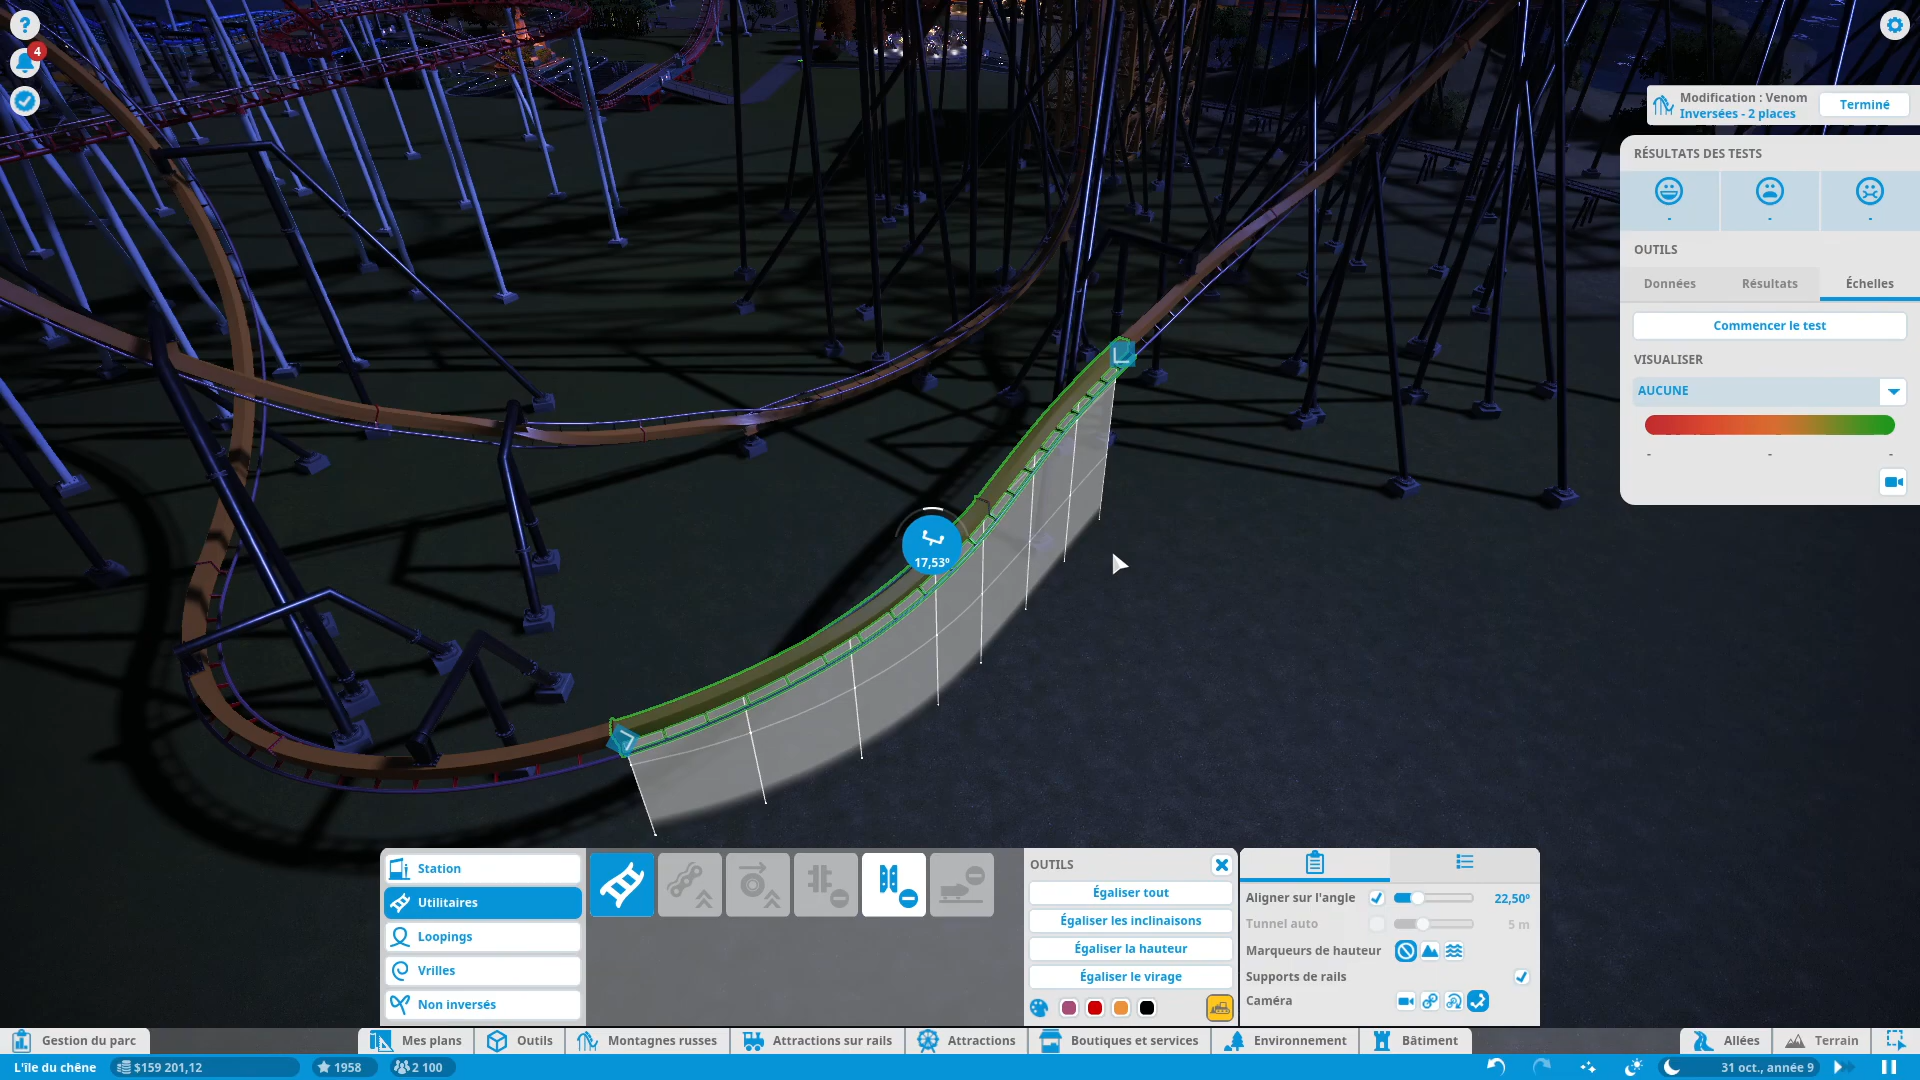 ?
4
Modification : Venom
Inversées - 2 places
Terminé
RÉSULTATS DES TESTS
-
-
-
OUTILS
Données
Résultats
Échelles
Commencer le test
VISUALISER
AUCUNE
-
-
-
17,53º
Station
Utilitaires
Loopings
Vrilles
Non inversés
OUTILS
Égaliser tout
Égaliser les inclinaisons
Égaliser la hauteur
Égaliser le virage
Aligner sur l'angle
22,50º
Tunnel auto
5 m
Marqueurs de hauteur
Supports de rails
Caméra
Gestion du parc
Mes plans
Outils
Montagnes russes
Attractions sur rails
Attractions
Boutiques et services
Environnement
Bâtiment
Allées
Terrain
L'île du chêne
$159 201,12
1958
2 100
31 oct., année 9